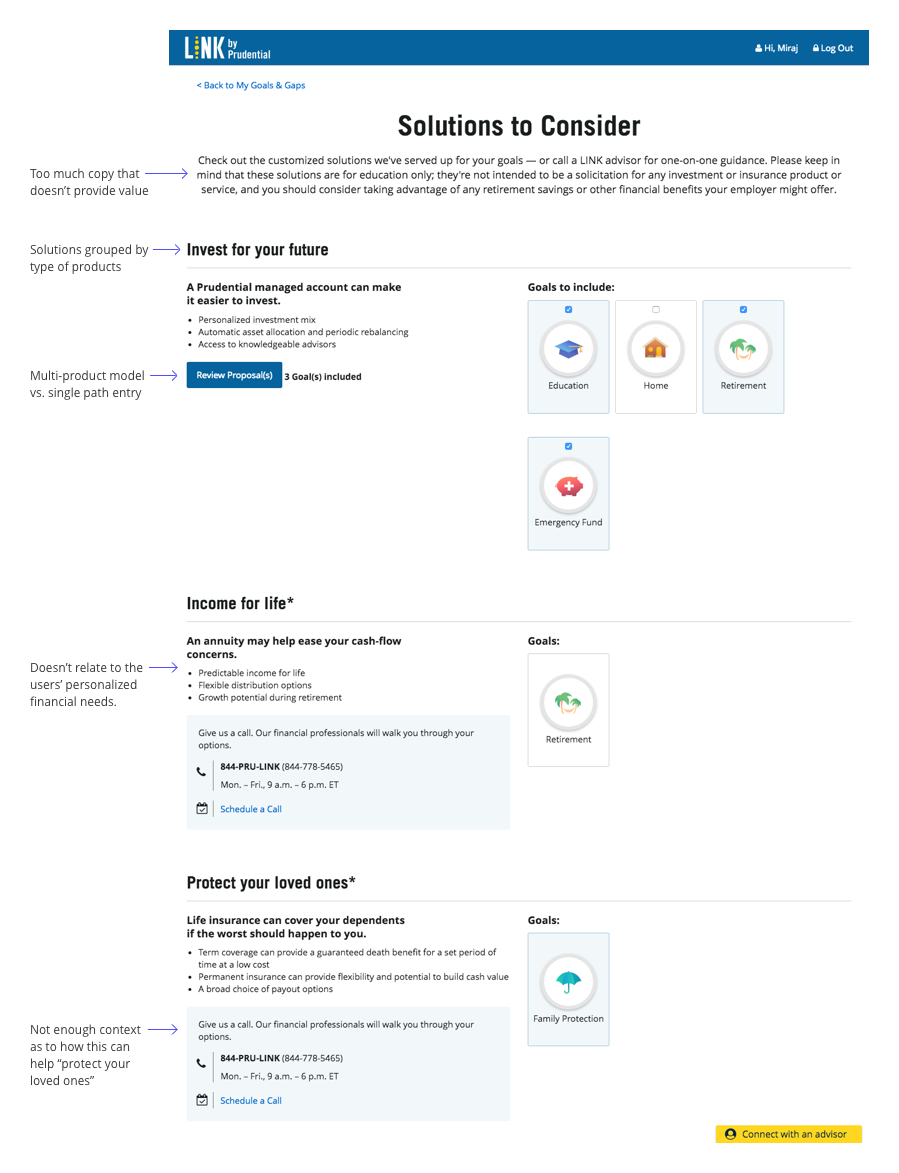 LINK by
Prudential
Hi, Miraj
Log Out
< Back to My Goals & Gaps
Solutions to Consider
Too much copy that
doesn't provide value
Check out the customized solutions we've served up for your goals — or call a LINK advisor for one-on-one guidance. Please keep in
mind that these solutions are for education only; they're not intended to be a solicitation for any investment or insurance product or
service, and you should consider taking advantage of any retirement savings or other financial benefits your employer might offer.
Solutions grouped by
type of products
Invest for your future
A Prudential managed account can make
it easier to invest.
• Personalized investment mix
• Automatic asset allocation and periodic rebalancing
• Access to knowledgeable advisors
Multi-product model
vs. single path entry
Review Proposal(s) 3 Goal(s) included
Goals to include:
Education
Home
Retirement
Emergency Fund
Income for life*
An annuity may help ease your cash-flow
concerns.
Doesn't relate to the
users' personalized
financial needs.
• Predictable income for life
• Flexible distribution options
• Growth potential during retirement
Give us a call. Our financial professionals will walk you through your
options.
844-PRU-LINK (844-778-5465)
Mon. – Fri., 9 a.m. – 6 p.m. ET
Schedule a Call
Goals:
Retirement
Protect your loved ones*
Life insurance can cover your dependents
if the worst should happen to you.
• Term coverage can provide a guaranteed death benefit for a set period of
time at a low cost
• Permanent insurance can provide flexibility and potential to build cash value
• A broad choice of payout options
Not enough context
as to how this can
help “protect your
loved ones”
Give us a call. Our financial professionals will walk you through your
options.
844-PRU-LINK (844-778-5465)
Mon. – Fri., 9 a.m. – 6 p.m. ET
Schedule a Call
Goals:
Family Protection
Connect with an advisor